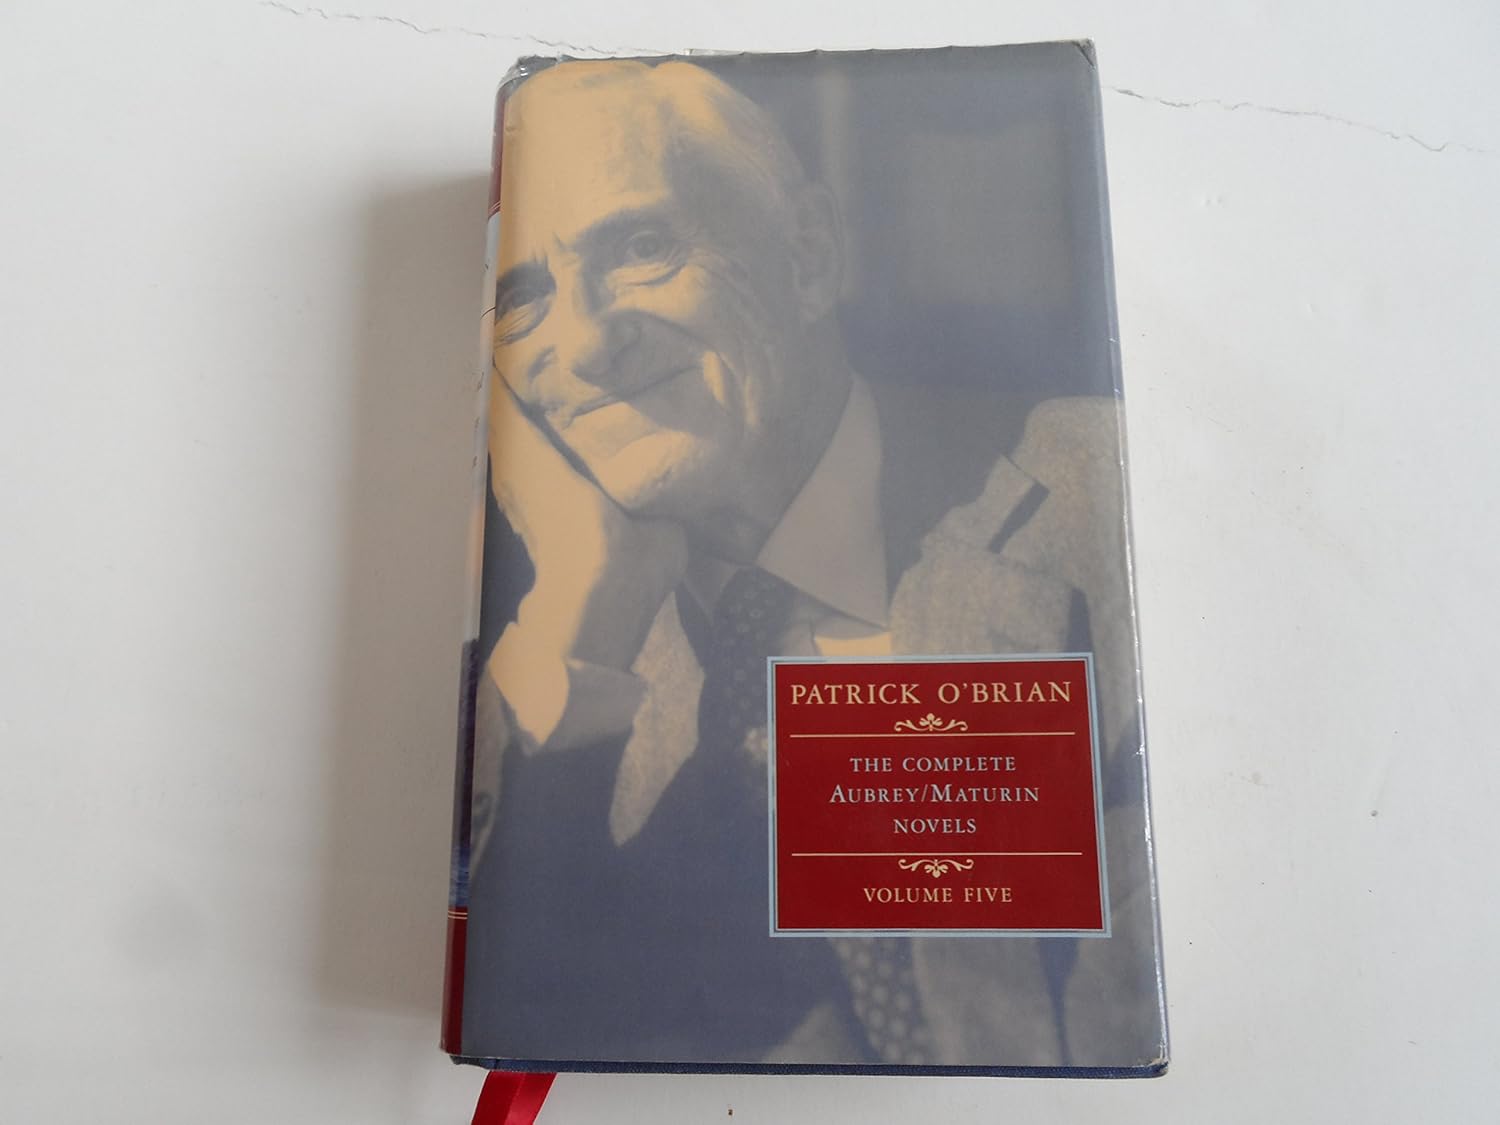 PATRICK O'BRIAN
THE COMPLETE
AUBREY/MATURIN
NOVELS
VOLUME FIVE